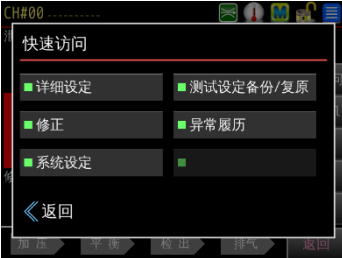 CH#00 ----------
M
快速访问
详细设定
测试设定备份/复原
修正
异常履历
系统设定
返回
加 压
平 衡
检 出
排气
返回